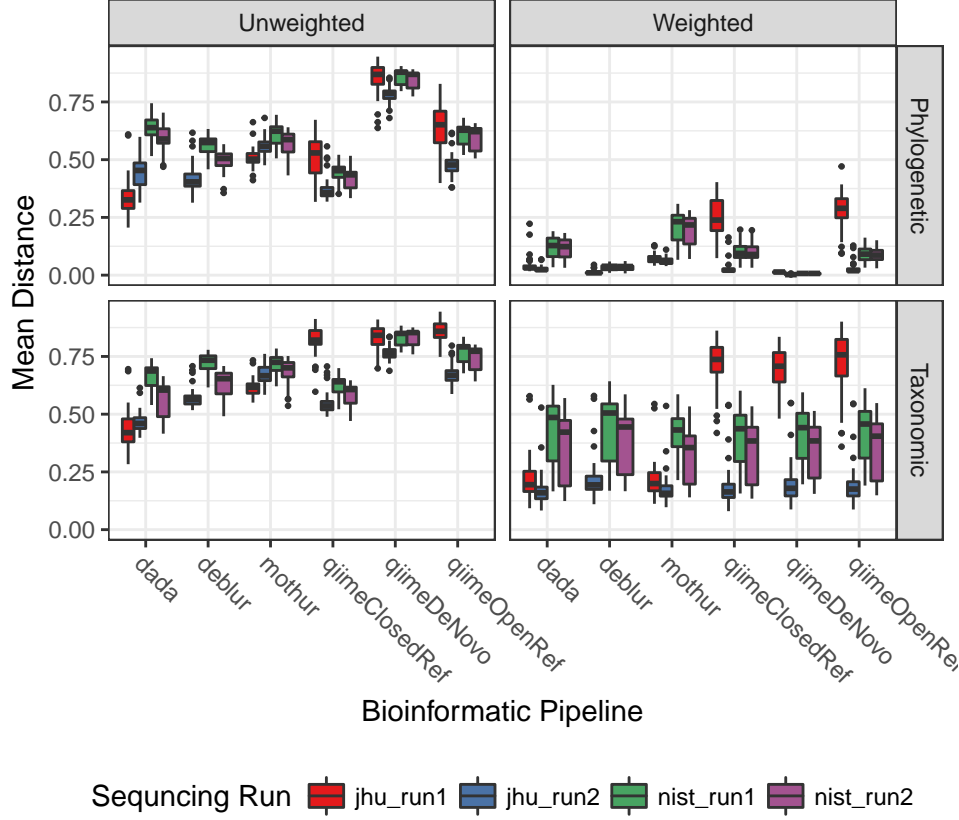 Unweighted Weighted
Mean Distance
0.75
0.50
0.25
0.00
Phylogenetic
0.75
0.50
0.25
0.00
Taxonomic
dada deblur mothur qiimeClosedRef qiimeDeNovo qiimeOpenRef dada deblur mothur qiimeClosedRef qiimeDeNovo qiimeOpenRef
Bioinformatic Pipeline
Sequncing Run jhu_run1 jhu_run2 nist_run1 nist_run2